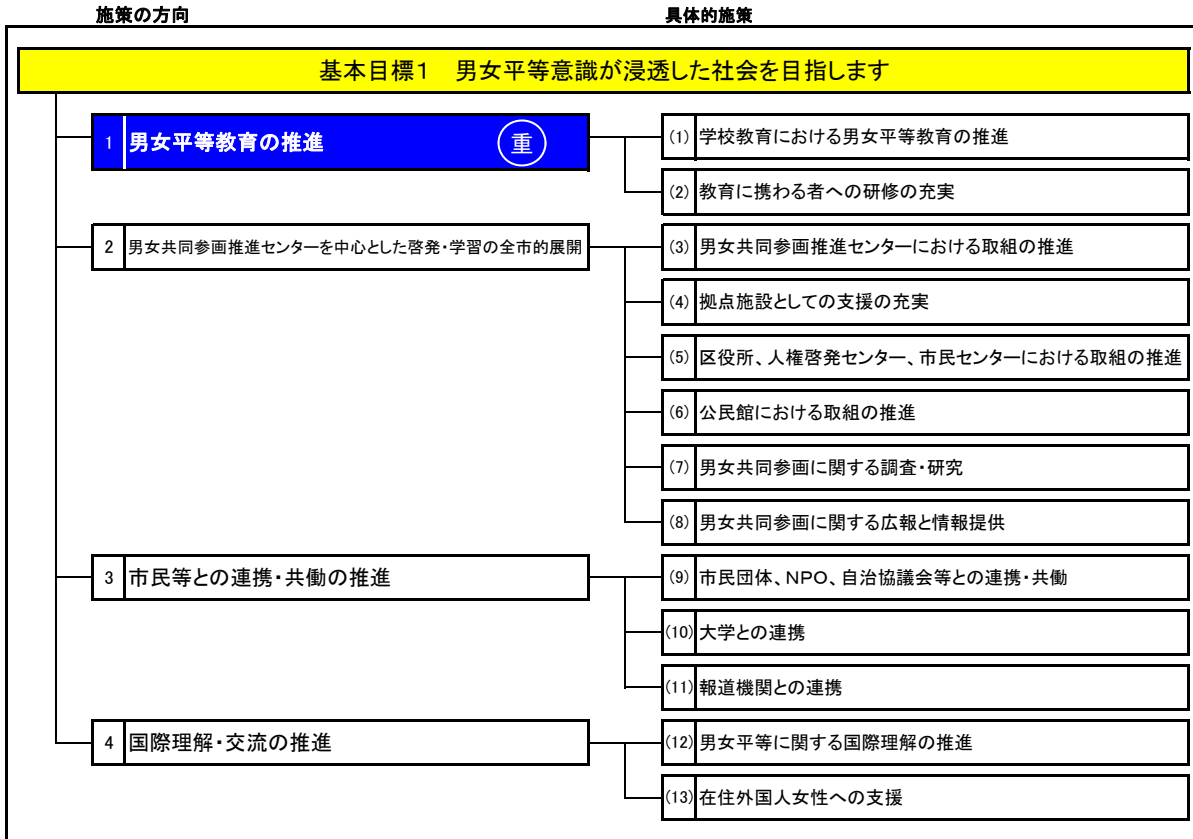 施策の方向
具体的施策
基本目標1　男女平等意識が浸透した社会を目指します
1 男女平等教育の推進 重
(1) 学校教育における男女平等教育の推進
(2) 教育に携わる者への研修の充実
2 男女共同参画推進センターを中心とした啓発・学習の全市的展開
(3) 男女共同参画推進センターにおける取組の推進
(4) 拠点施設としての支援の充実
(5) 区役所、人権啓発センター、市民センターにおける取組の推進
(6) 公民館における取組の推進
(7) 男女共同参画に関する調査・研究
(8) 男女共同参画に関する広報と情報提供
3 市民等との連携・共働の推進
(9) 市民団体、NPO、自治協議会等との連携・共働
(10) 大学との連携
(11) 報道機関との連携
4 国際理解・交流の推進
(12) 男女平等に関する国際理解の推進
(13) 在住外国人女性への支援